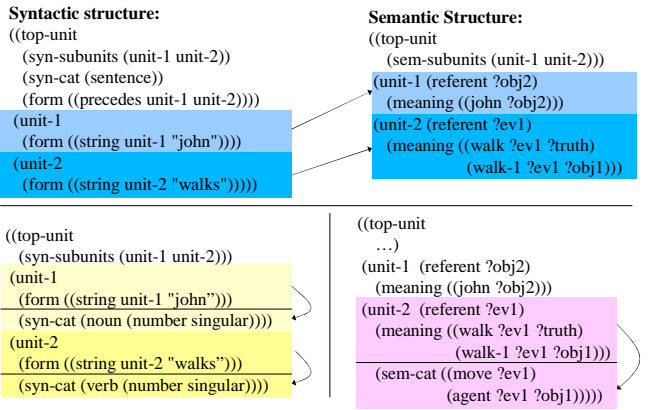 Syntactic structure:
((top-unit
(syn-subunits (unit-1 unit-2))
(syn-cat (sentence))
(form ((precedes unit-1 unit-2))))
(unit-1
(form ((string unit-1 "john"))))
(unit-2
(form ((string unit-2 "walks")))))
Semantic Structure:
((top-unit
(sem-subunits (unit-1 unit-2)))
(unit-1 (referent ?obj2)
(meaning ((john ?obj2)))
(unit-2 (referent ?ev1)
(meaning ((walk ?ev1 ?truth)
(walk-1 ?ev1 ?obj1)))
((top-unit
(syn-subunits (unit-1 unit-2)))
(unit-1
(form ((string unit-1 "john”)))
(syn-cat (noun (number singular))))
(unit-2
(form ((string unit-2 "walks”)))
(syn-cat (verb (number singular))))
((top-unit
…)
(unit-1 (referent ?obj2)
(meaning ((john ?obj2)))
(unit-2 (referent ?ev1)
(meaning ((walk ?ev1 ?truth)
(walk-1 ?ev1 ?obj1)))
(sem-cat ((move ?ev1)
(agent ?ev1 ?obj1)))))